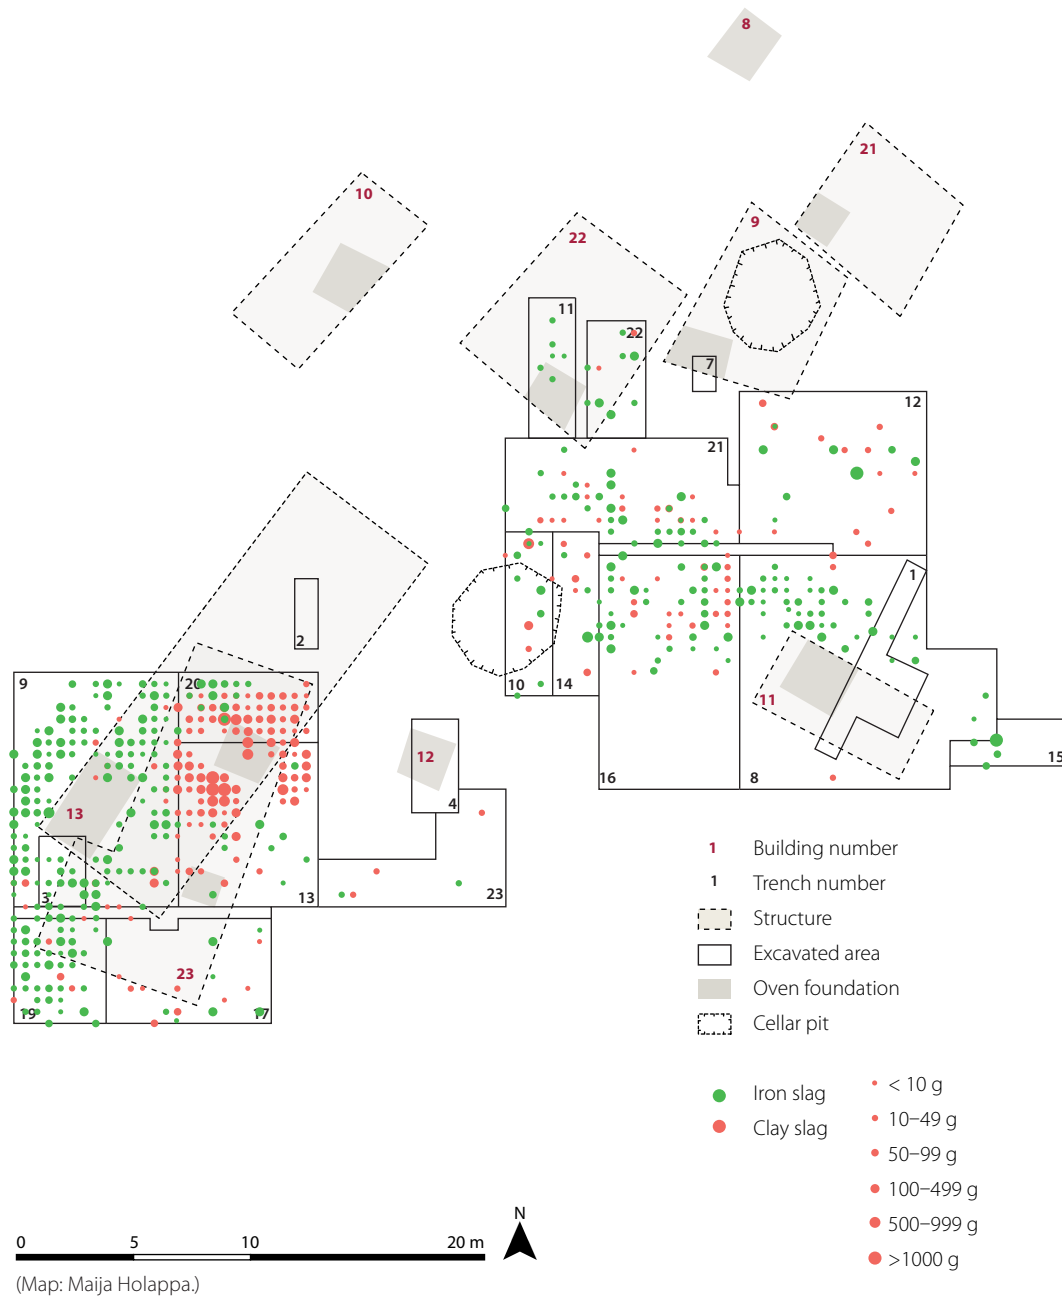 8
21
10
9
22
11
22
7
12
21
1
2
9
20
10
14
11
12
16
8
15
13
4
3
13
23
23
19
17
1 Building number
1 Trench number
Structure
Excavated area
Oven foundation
Cellar pit
Iron slag
Clay slag
< 10 g
10–49 g
50–99 g
100–499 g
500–999 g
>1000 g
0 5 10 20 m
N
(Map: Maija Holappa.)